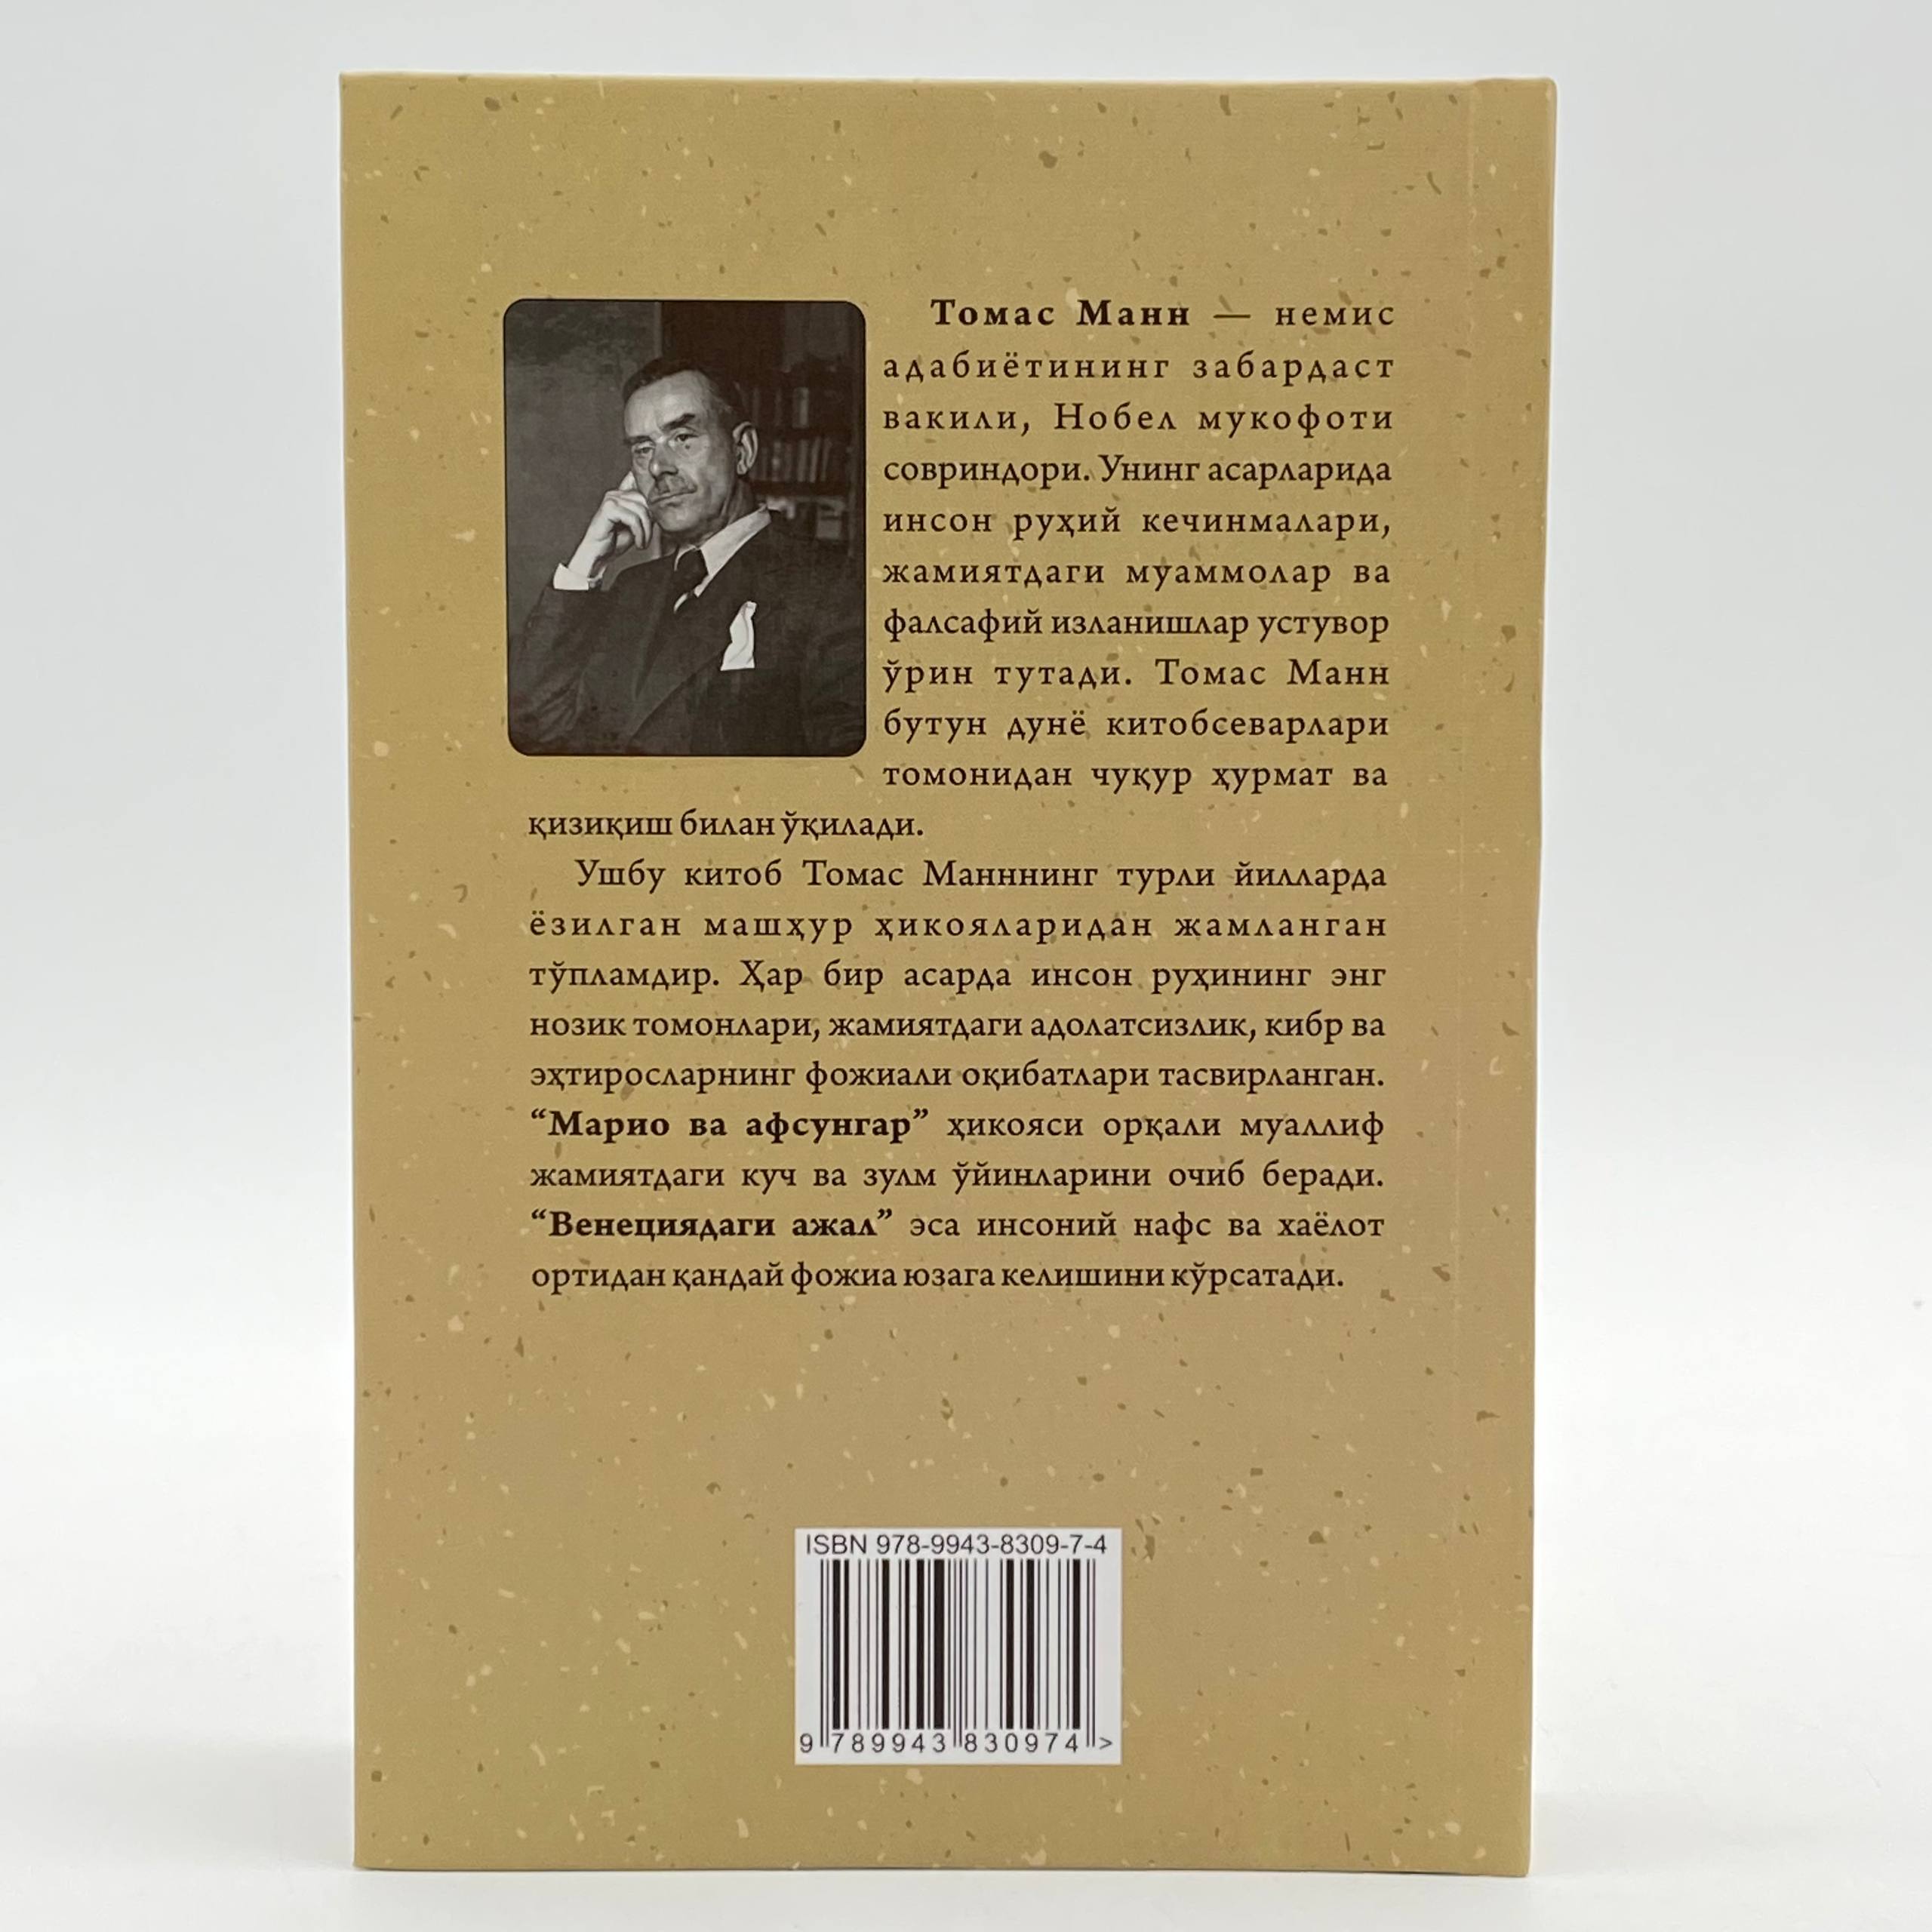 Томас Манн — немис
адабиётининг забардаст
вакили, Нобел мукофоти
совриндори. Унинг асарларида
инсон руҳий кечинмалари,
жамиятдаги муаммолар ва
фалсафий изланишлар устувор
ўрин тутади. Томас Манн
бутун дунё китобсеварлари
томонидан чуқур ҳурмат ва
қизиқиш билан ўқилади.
Ушбу китоб Томас Манннинг турли йилларда
ёзилган машҳур ҳикояларидан жамланган
тўпламдир. Ҳар бир асарда инсон руҳининг энг
нозик томонлари, жамиятдаги адолатсизлик, кибр ва
эҳтиросларнинг фожиали оқибатлари тасвирланган.
“Марио ва афсунгар” ҳикояси орқали муаллиф
жамиятдаги куч ва зулм ўйинларини очиб беради.
“Венециядаги ажал” эса инсоний нафс ва хаёлот
ортидан қандай фожиа юзага келишини кўрсатади.
ISBN 978-9943-8309-7-4
9 789943 830974 >